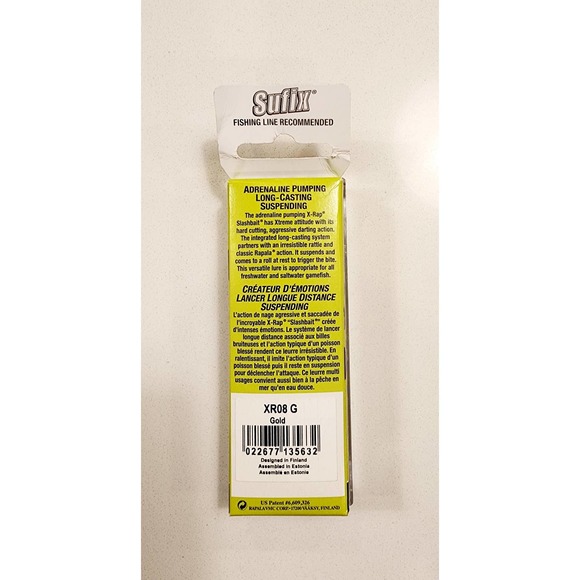 Sufix®
FISHING LINE RECOMMENDED
ADRENALINE PUMPING
LONG-CASTING
SUSPENDING
The adrenaline pumping X-Rap®
Slashbait® has Xtreme attitude with its
hard cutting, aggressive darting action.
The integrated long-casting system
partners with an irresistible rattle and
classic Rapala® action. It suspends and
comes to a roll at rest to trigger the bite.
This versatile lure is appropriate for all
freshwater and saltwater gamefish.
CRÉATEUR D'ÉMOTIONS
LANCER LONGUE DISTANCE
SUSPENDING
L'action de nage agressive et saccadée de
l'incroyable X-Rap® "Slashbait®" créée
d'intenses émotions. Le système de lancer
longue distance associé aux billes
bruiteuses et l'action typique d'un poisson
blessé rendent ce leurre irrésistible. En
ralentissant, il imite l'action typique d'un
poisson blessé puis il reste en suspension
pour déclencher l'attaque. Ce leurre multi
usages convient aussi bien à la pêche en
mer qu'en eau douce.
XR08 G
Gold
022677 135632
Designed in Finland
Assembled in Estonia
Assemblé en Estonie
US Patent #6,609,326
RAPALA VMC CORP•17200 VÄÄKSY, FINLAND